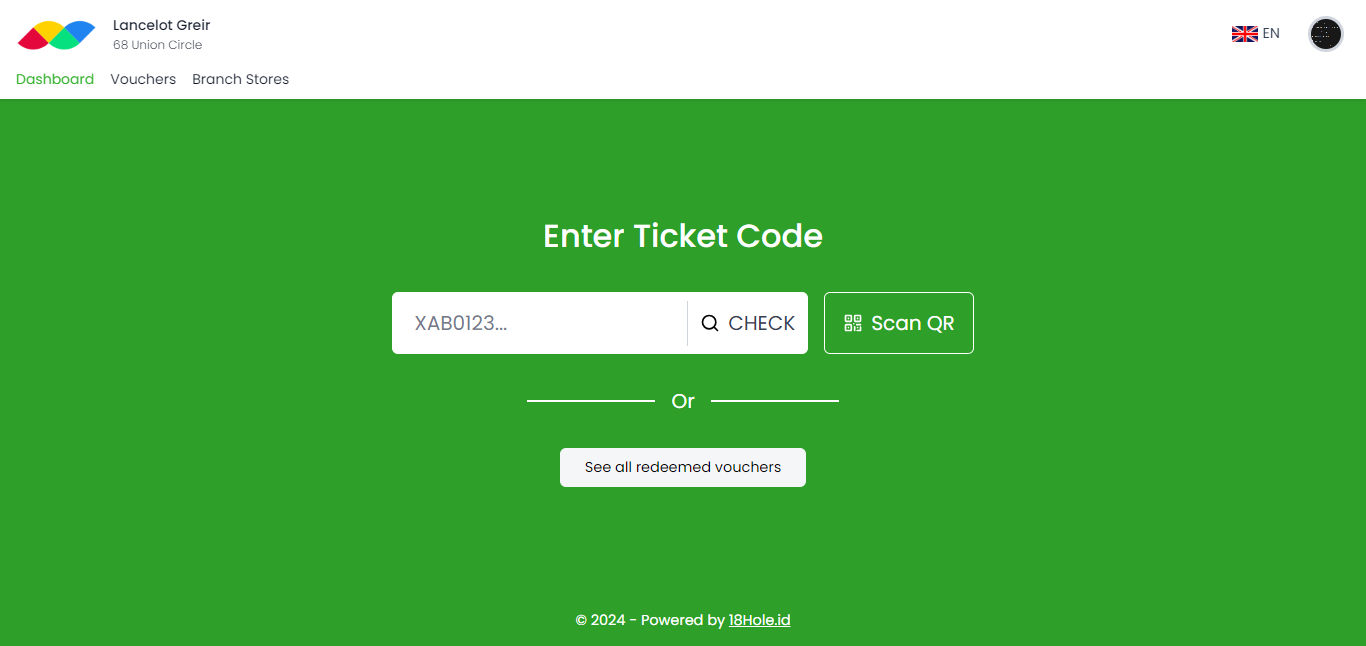 Lancelot Greir
68 Union Circle
EN
Dashboard Vouchers Branch Stores
Enter Ticket Code
XAB0123... CHECK Scan QR
Or
See all redeemed vouchers
© 2024 - Powered by 18Hole.id